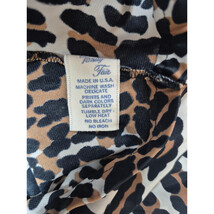 Vanity
Fair
MADE IN U.S.A.
MACHINE WASH
DELICATE
PRINTS AND
DARK COLORS
SEPARATELY
TUMBLE DRY
LOW HEAT
NO BLEACH
NO IRON